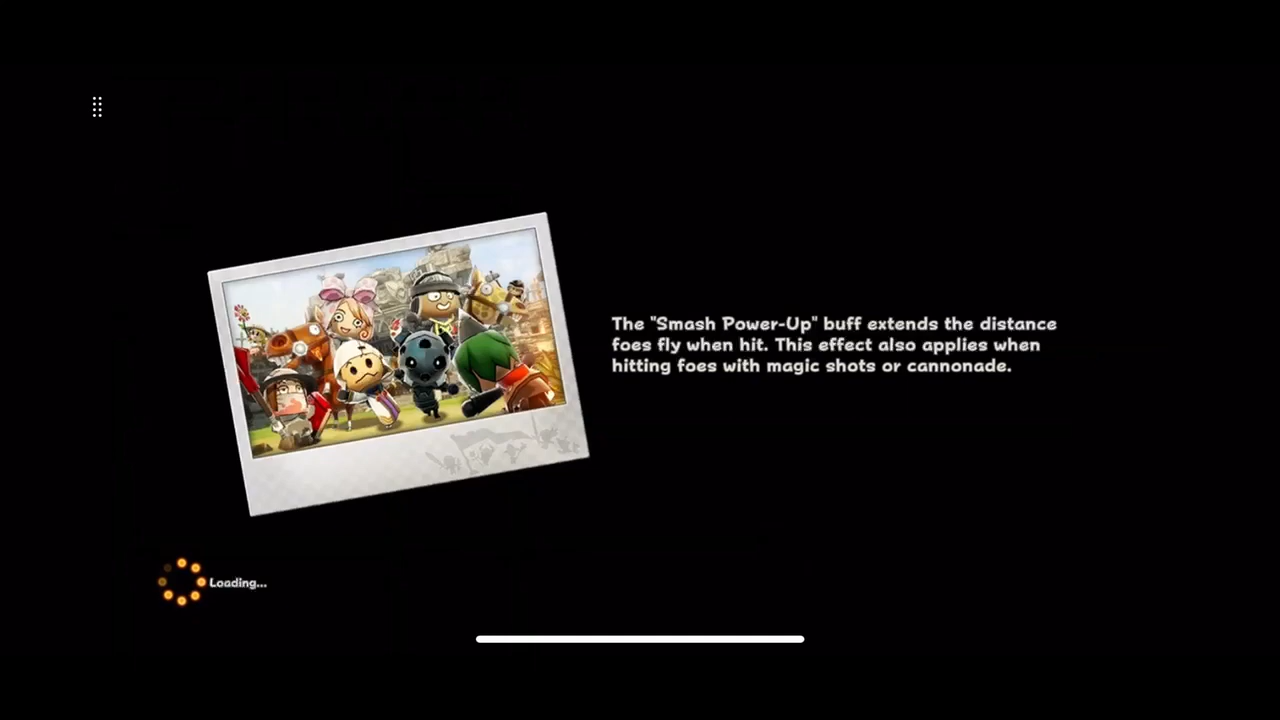 The "Smash Power-Up" buff extends the distance
foes fly when hit. This effect also applies when
hitting foes with magic shots or cannonade.
Loading...